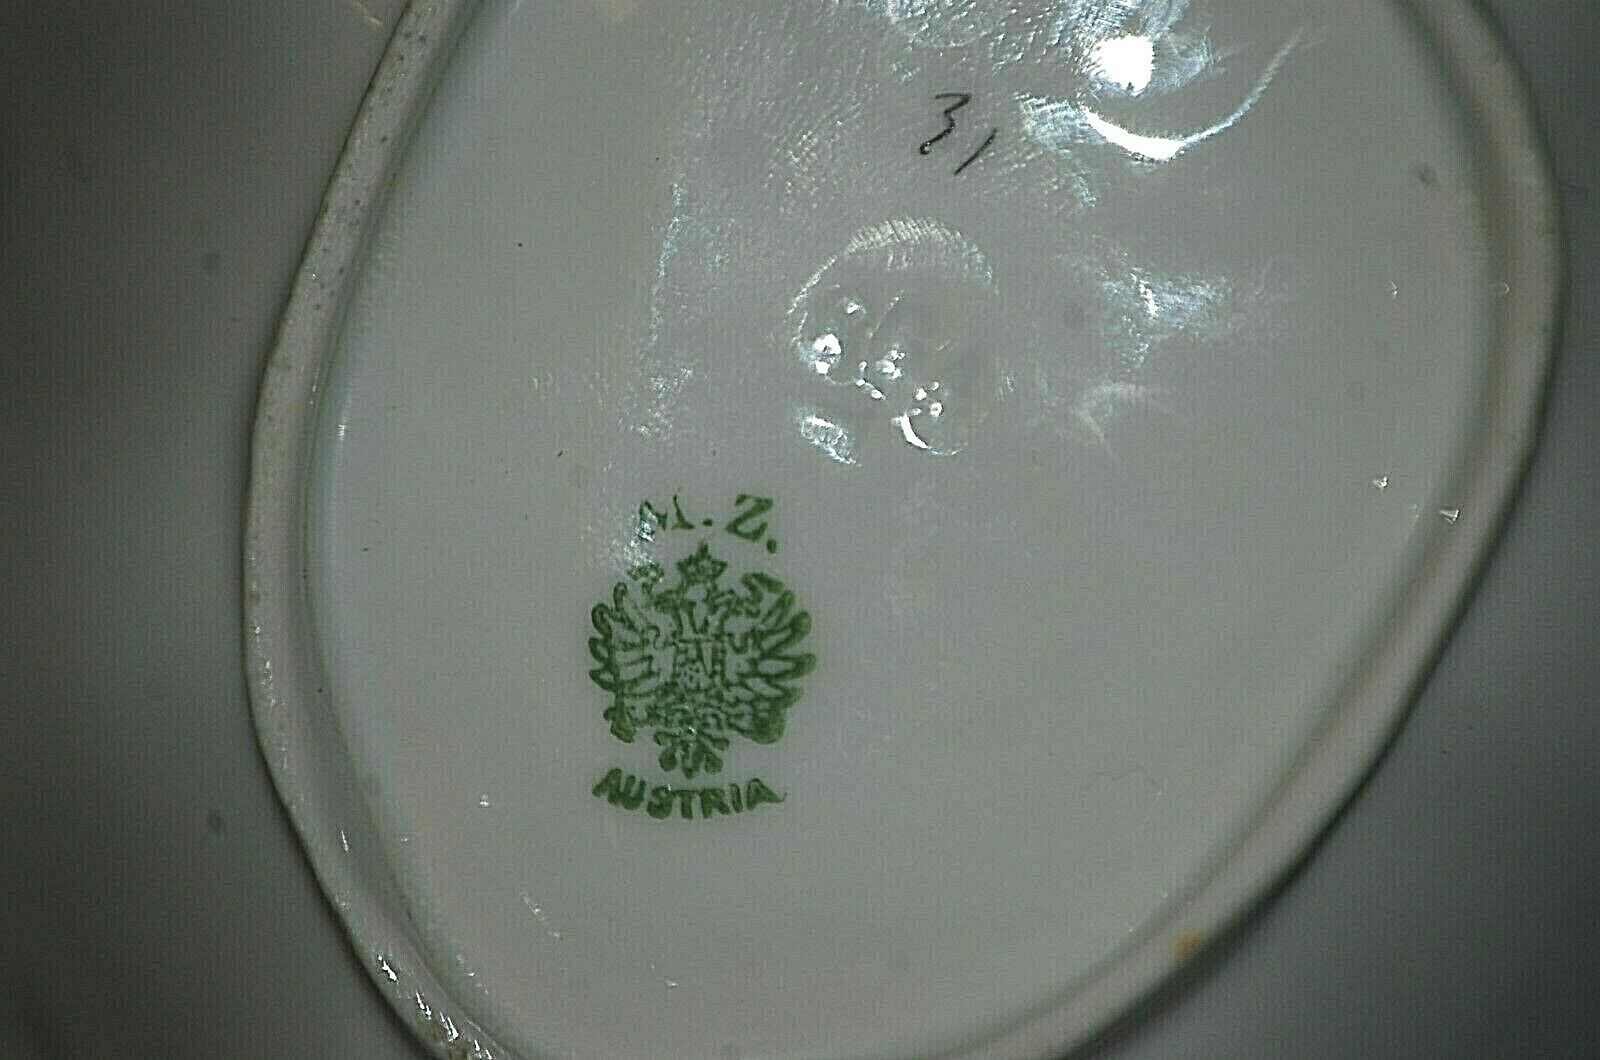 31
M. Z.
AUSTRIA